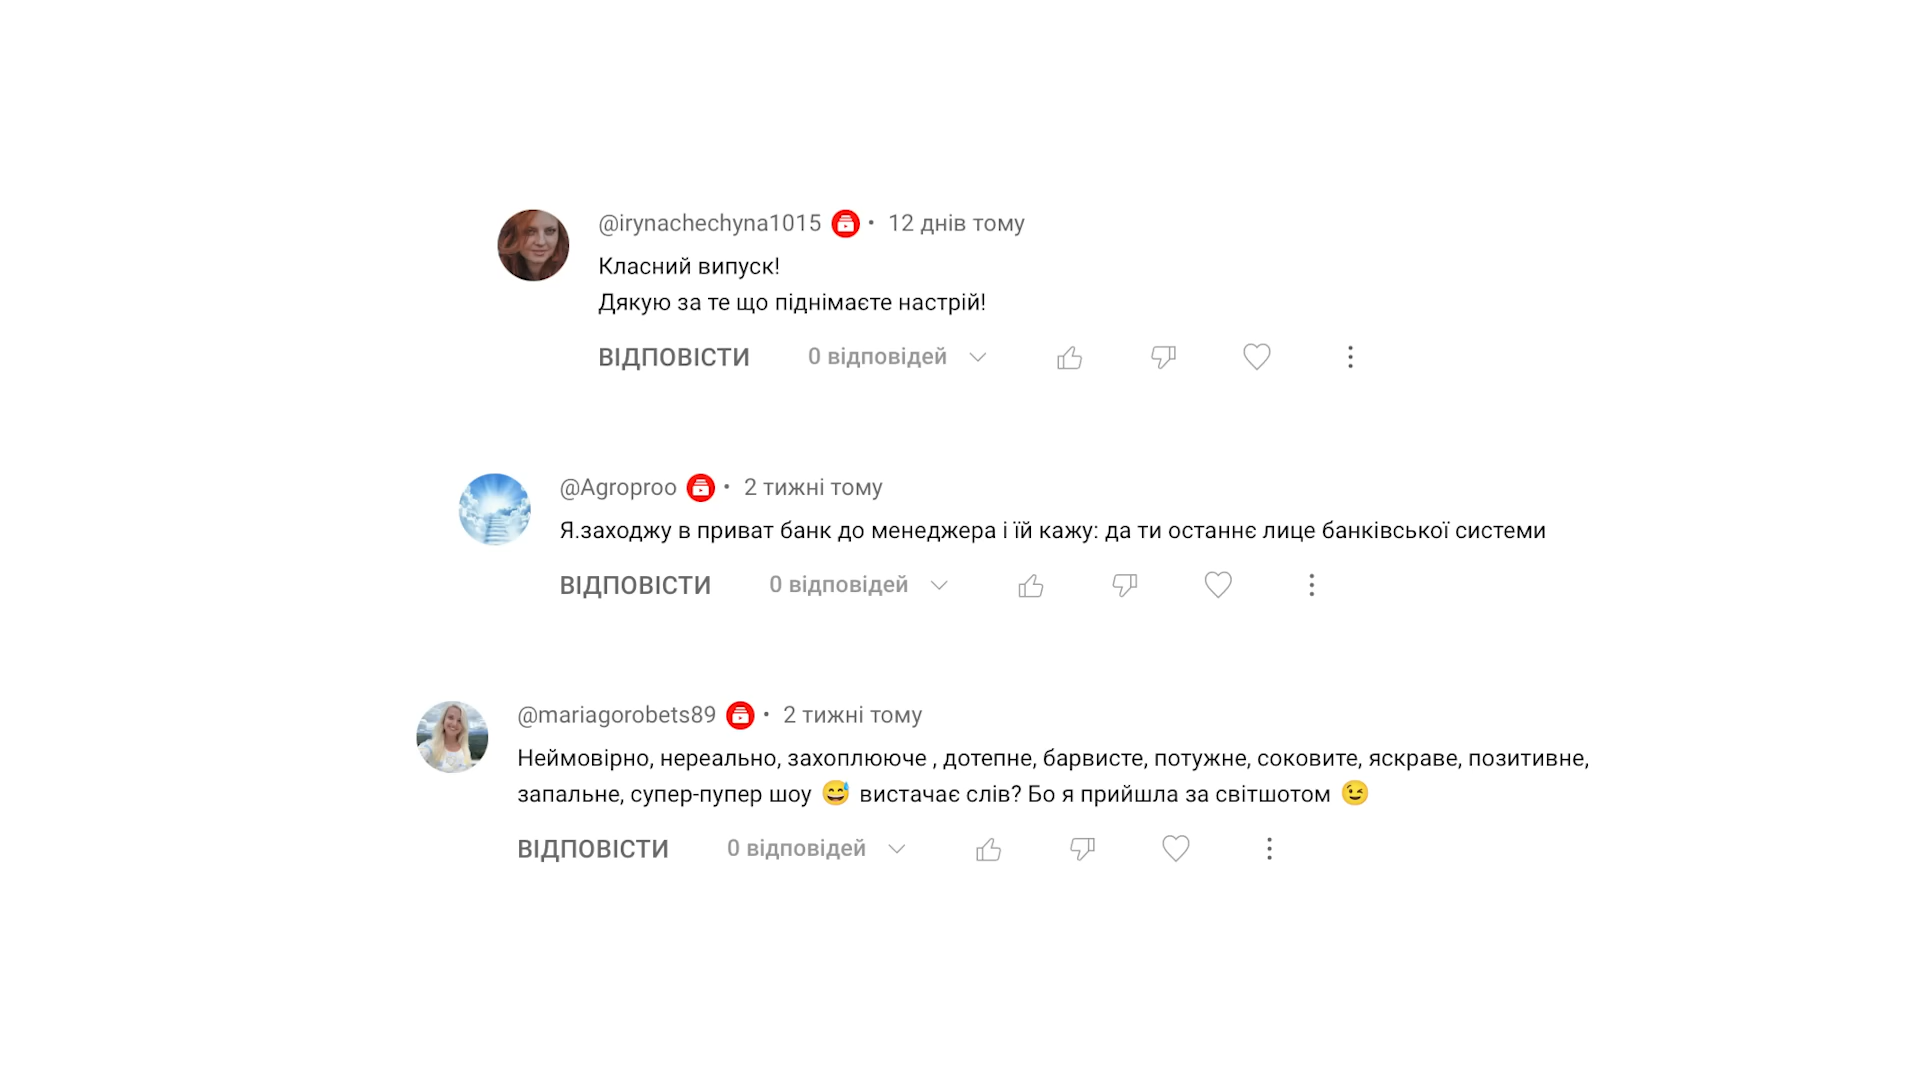 @irynachechyna1015 • 12 днів тому
Класний випуск!
Дякую за те що піднімаєте настрій!
ВІДПОВІСТИ 0 відповідей
@Agroproo • 2 тижні тому
Я.заходжу в приват банк до менеджера і їй кажу: да ти останнє лице банківської системи
ВІДПОВІСТИ 0 відповідей
@mariagorobets89 • 2 тижні тому
Неймовірно, нереально, захоплююче , дотепне, барвисте, потужне, соковите, яскраве, позитивне,
запальне, супер-пупер шоу 😅 вистачає слів? Бо я прийшла за світшотом 😉
ВІДПОВІСТИ 0 відповідей